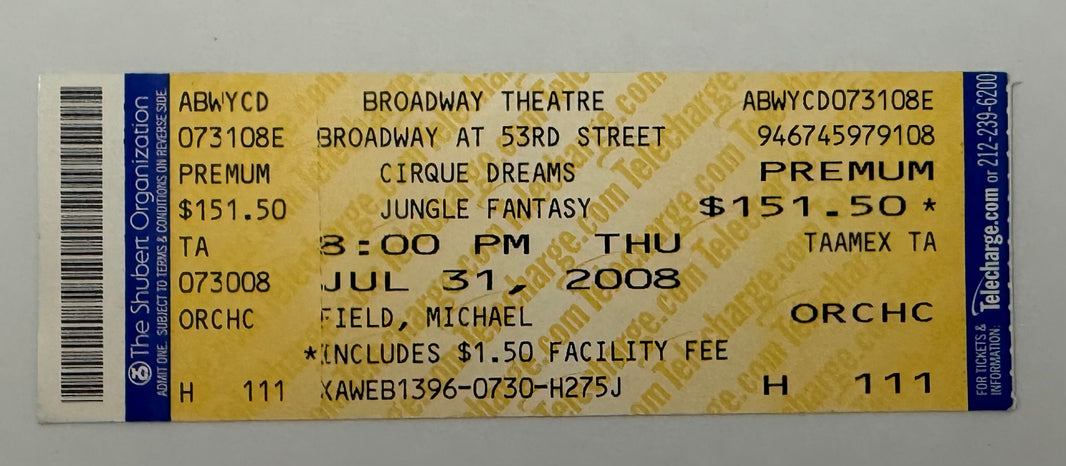 The Shubert Organization
ADMIT ONE. SUBJECT TO TERMS & CONDITIONS ON REVERSE SIDE.
ABWYCD
073108E
PREMUM
$151.50
TA
073008
ORCHC
H 111
BROADWAY THEATRE
BROADWAY AT 53RD STREET
CIRQUE DREAMS
JUNGLE FANTASY
8:00 PM THU
JUL 31, 2008
FIELD, MICHAEL
*INCLUDES $1.50 FACILITY FEE
XAWEB1396-0730-H275J
ABWYCD073108E
946745979108
PREMUM
$151.50 *
TAAMEX TA
ORCHC
H 111
FOR TICKETS &
INFORMATION:
Telecharge.com or 212-239-6200